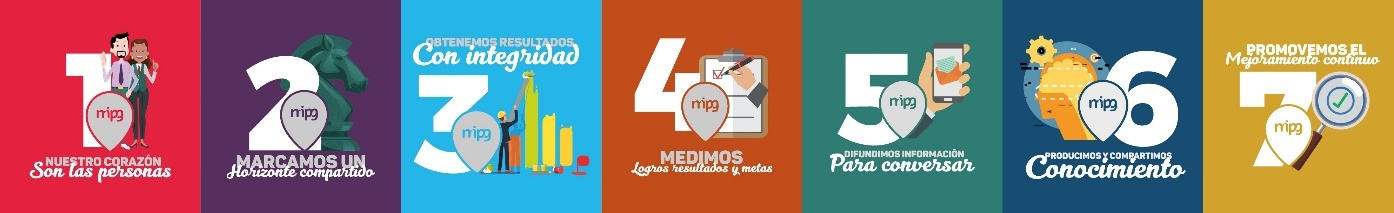 1
mipg
NUESTRO CORAZÓN
Son las personas
2
mipg
MARCAMOS UN
Horizonte compartido
OBTENEMOS RESULTADOS
Con integridad
3
mipg
4
mipg
MEDIMOS
Logros resultados y metas
5
mipg
DIFUNDIMOS INFORMACIÓN
Para conversar
6
mipg
PRODUCIMOS Y COMPARTIMOS
Conocimiento
PROMOVEMOS EL
Mejoramiento continuo
7
mipg